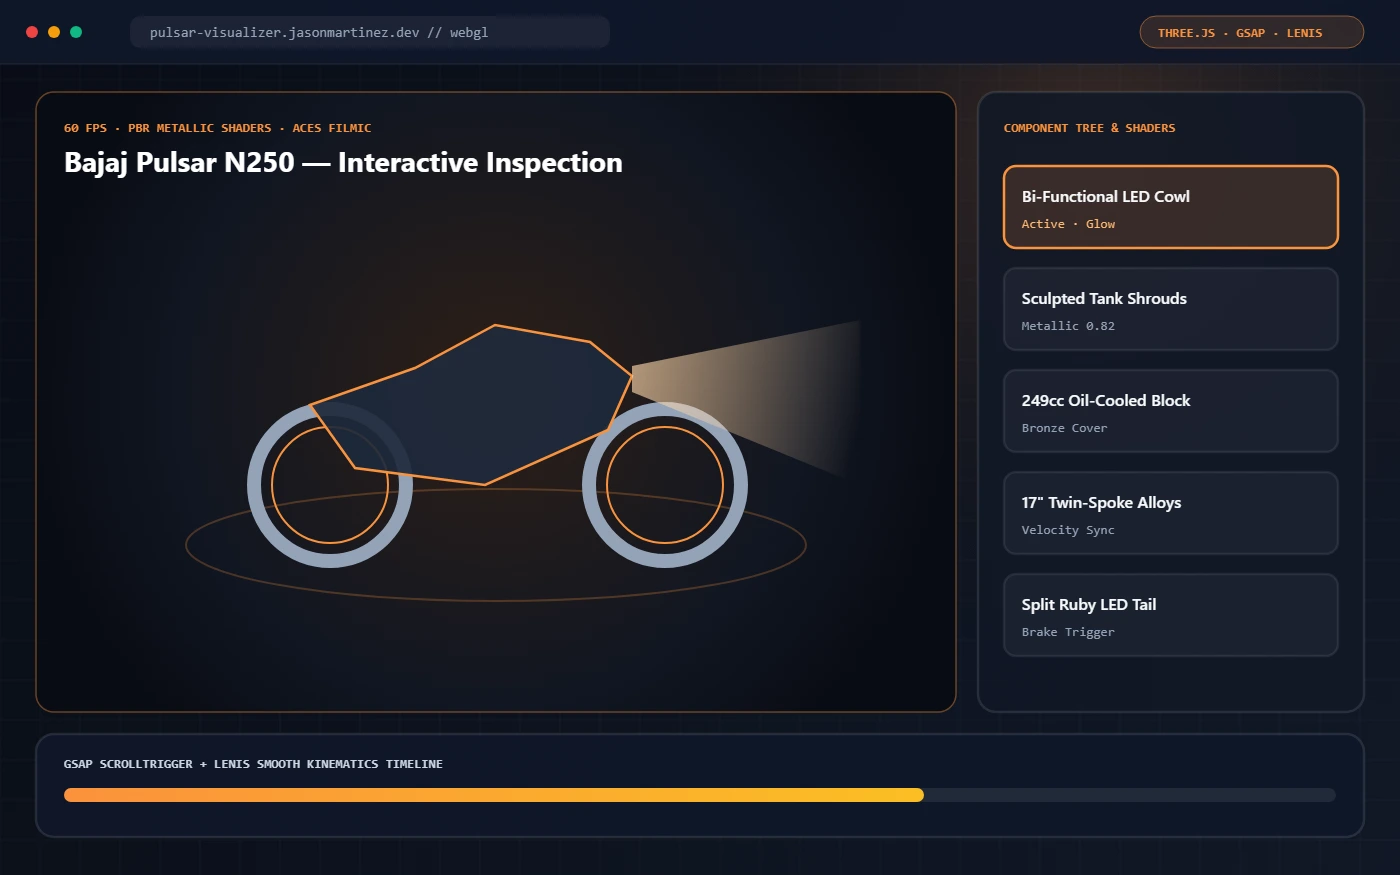 pulsar-visualizer.jasonmartinez.dev // webgl
THREE.JS · GSAP · LENIS
60 FPS · PBR METALLIC SHADERS · ACES FILMIC
Bajaj Pulsar N250 — Interactive Inspection
COMPONENT TREE & SHADERS
Bi-Functional LED Cowl
Active · Glow
Sculpted Tank Shrouds
Metallic 0.82
249cc Oil-Cooled Block
Bronze Cover
17" Twin-Spoke Alloys
Velocity Sync
Split Ruby LED Tail
Brake Trigger
GSAP SCROLLTRIGGER + LENIS SMOOTH KINEMATICS TIMELINE